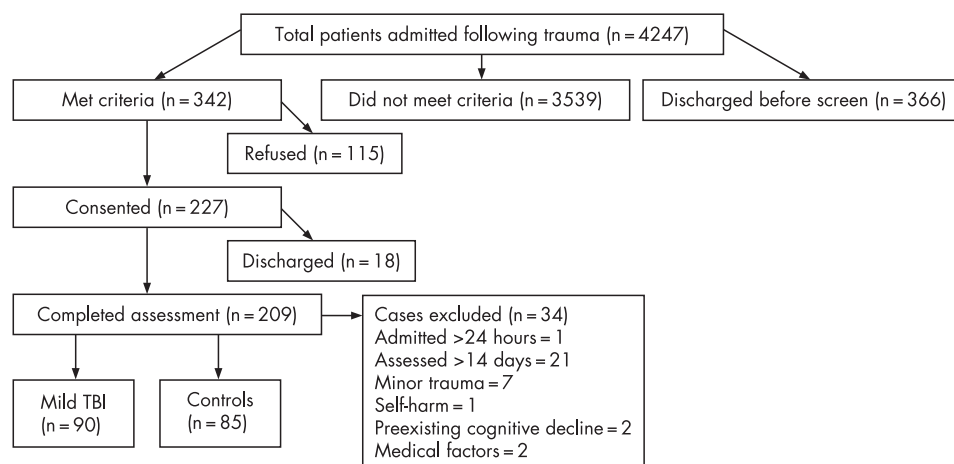 Total patients admitted following trauma (n = 4247)
Met criteria (n = 342)
Did not meet criteria (n = 3539)
Discharged before screen (n = 366)
Refused (n = 115)
Consented (n = 227)
Discharged (n = 18)
Completed assessment (n = 209)
Cases excluded (n = 34)
Admitted >24 hours = 1
Assessed >14 days = 21
Minor trauma = 7
Self-harm = 1
Preexisting cognitive decline = 2
Medical factors = 2
Mild TBI
(n = 90)
Controls
(n = 85)